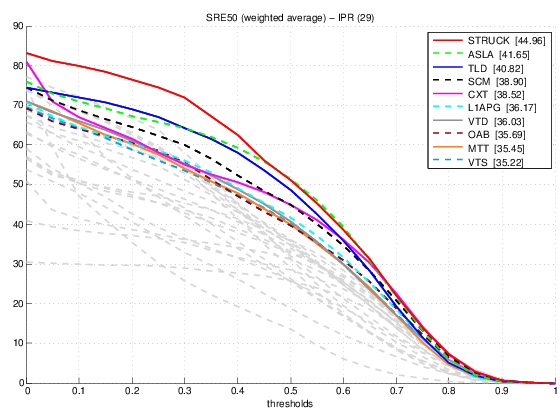 SRE50 (weighted average) – IPR (29)
90
80
70
60
50
40
30
20
10
0
STRUCK [44.96]
ASLA [41.65]
TLD [40.82]
SCM [38.90]
CXT [38.52]
L1APG [36.17]
VTD [36.03]
OAB [35.69]
MTT [35.45]
VTS [35.22]
0 0.1 0.2 0.3 0.4 0.5 0.6 0.7 0.8 0.9 1
thresholds